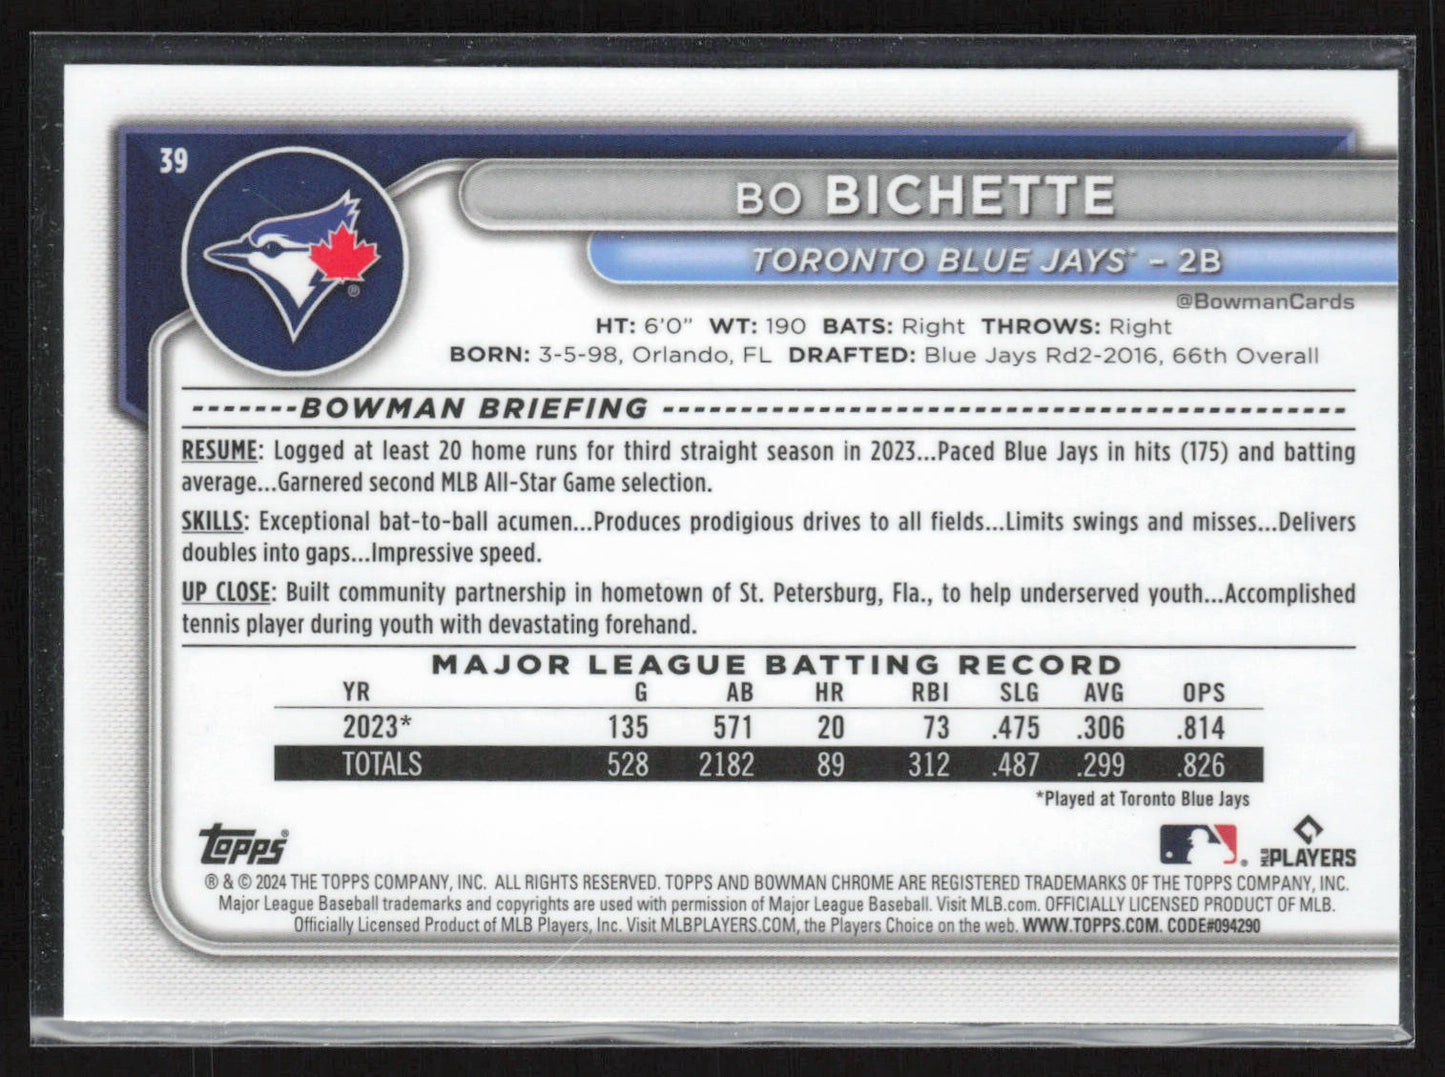 39
BO BICHETTE
TORONTO BLUE JAYS™ – 2B
@BowmanCards
HT: 6'0" WT: 190 BATS: Right THROWS: Right
BORN: 3-5-98, Orlando, FL DRAFTED: Blue Jays Rd2-2016, 66th Overall
BOWMAN BRIEFING
RESUME: Logged at least 20 home runs for third straight season in 2023...Paced Blue Jays in hits (175) and batting
average...Garnered second MLB All-Star Game selection.
SKILLS: Exceptional bat-to-ball acumen...Produces prodigious drives to all fields...Limits swings and misses...Delivers
doubles into gaps...Impressive speed.
UP CLOSE: Built community partnership in hometown of St. Petersburg, Fla., to help underserved youth...Accomplished
tennis player during youth with devastating forehand.
MAJOR LEAGUE BATTING RECORD
YR G AB HR RBI SLG AVG OPS
2023* 135 571 20 73 .475 .306 .814
TOTALS 528 2182 89 312 .487 .299 .826
*Played at Toronto Blue Jays
topps® MLB PLAYERS
® & © 2024 THE TOPPS COMPANY, INC. ALL RIGHTS RESERVED. TOPPS AND BOWMAN CHROME ARE REGISTERED TRADEMARKS OF THE TOPPS COMPANY, INC.
Major League Baseball trademarks and copyrights are used with permission of Major League Baseball. Visit MLB.com. OFFICIALLY LICENSED PRODUCT OF MLB.
Officially Licensed Product of MLB Players, Inc. Visit MLBPLAYERS.COM, the Players Choice on the web. WWW.TOPPS.COM. CODE#094290